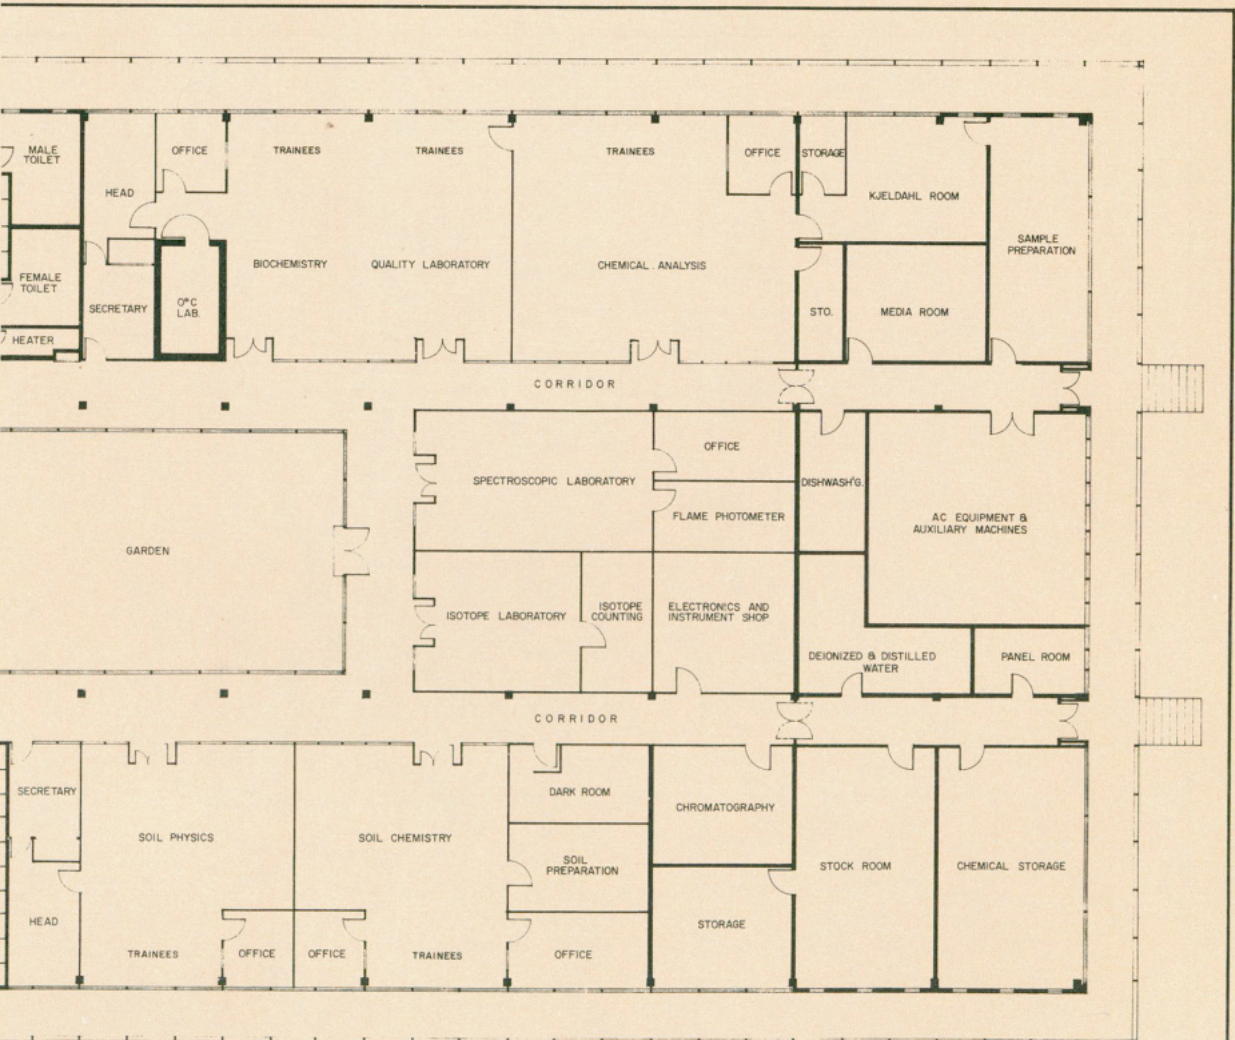 MALE
TOILET
OFFICE
TRAINEES
TRAINEES
TRAINEES
OFFICE
STORAGE
HEAD
KJELDAHL ROOM
SAMPLE
PREPARATION
BIOCHEMISTRY
QUALITY LABORATORY
CHEMICAL . ANALYSIS
FEMALE
TOILET
SECRETARY
0°C
LAB.
STO.
MEDIA ROOM
HEATER
CORRIDOR
OFFICE
SPECTROSCOPIC LABORATORY
DISHWASH'G.
FLAME PHOTOMETER
AC EQUIPMENT &
AUXILIARY MACHINES
GARDEN
ISOTOPE LABORATORY
ISOTOPE
COUNTING
ELECTRONICS AND
INSTRUMENT SHOP
DEIONIZED & DISTILLED
WATER
PANEL ROOM
CORRIDOR
SECRETARY
DARK ROOM
CHROMATOGRAPHY
SOIL PHYSICS
SOIL CHEMISTRY
SOIL
PREPARATION
STOCK ROOM
CHEMICAL STORAGE
HEAD
STORAGE
TRAINEES
OFFICE
OFFICE
TRAINEES
OFFICE